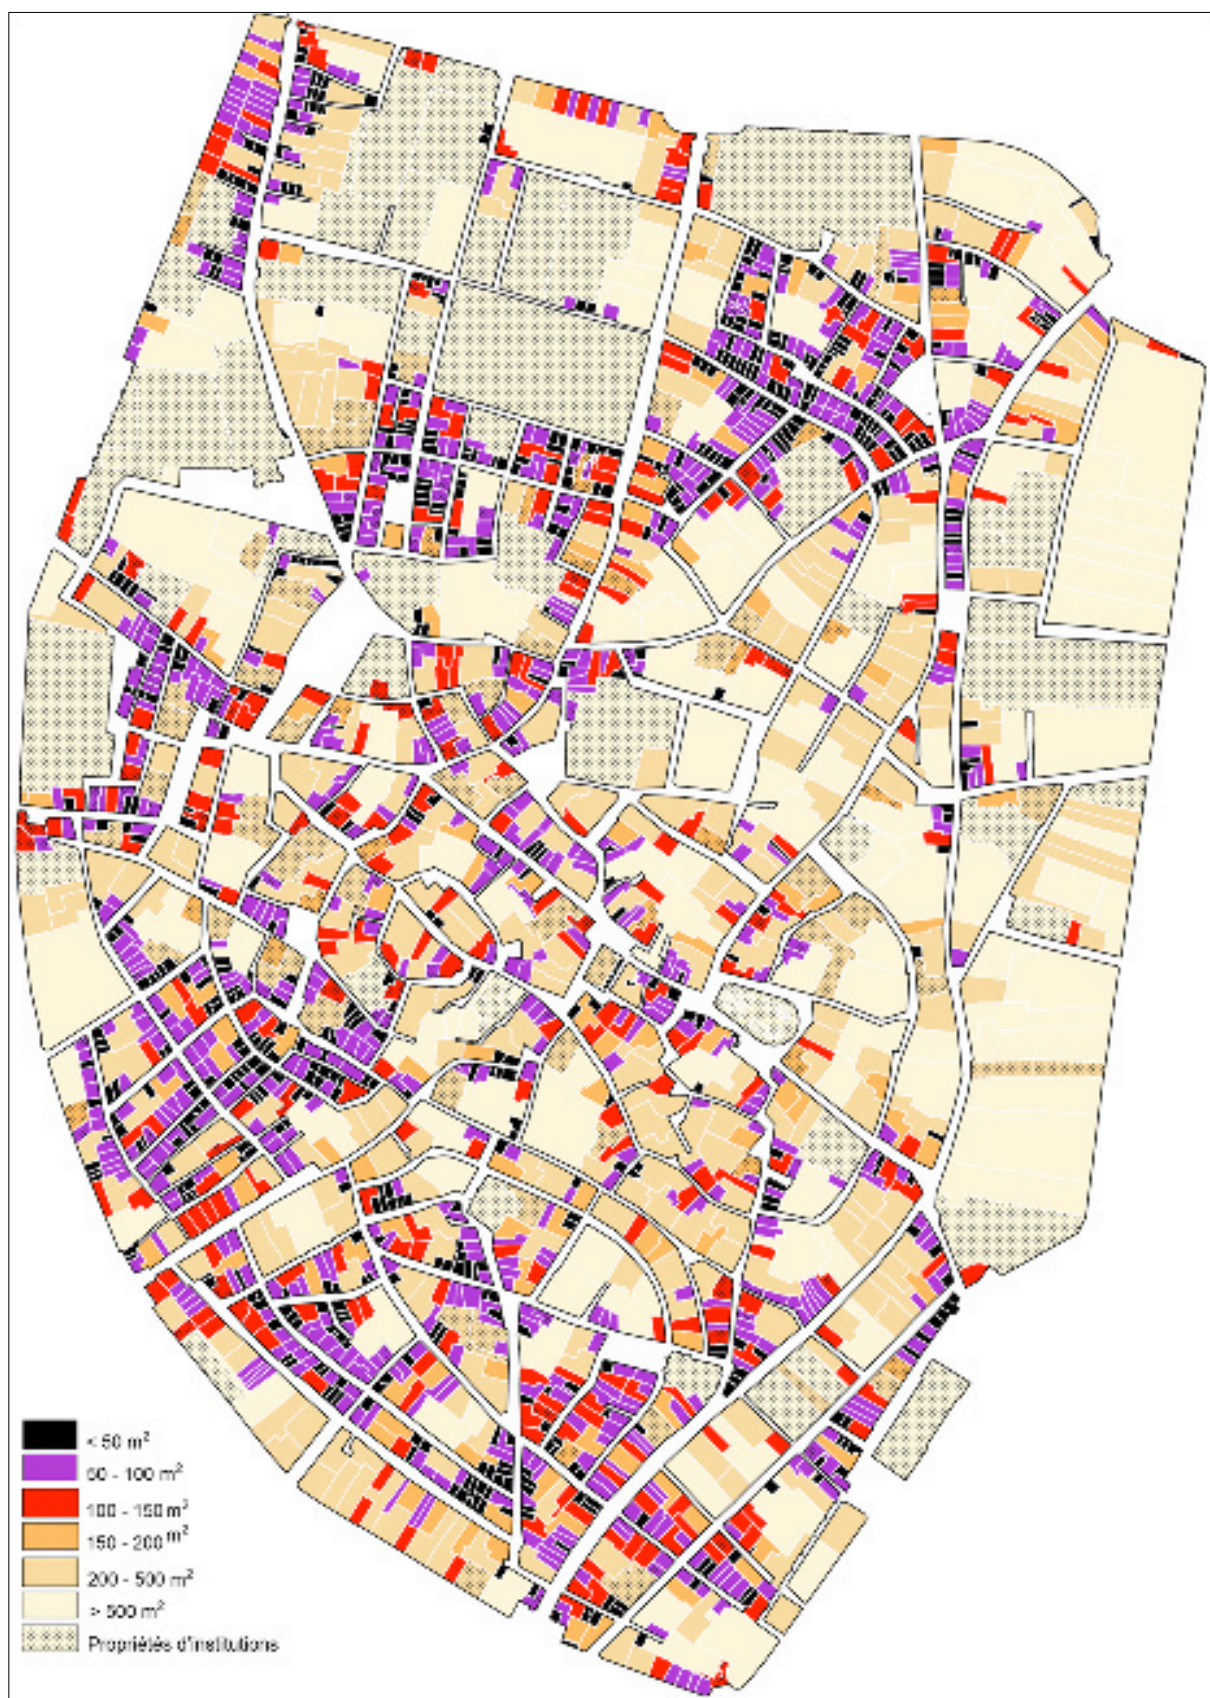 < 50 m²
50 - 100 m²
100 - 150 m²
150 - 200 m²
200 - 500 m²
> 500 m²
Propriétés d'institutions